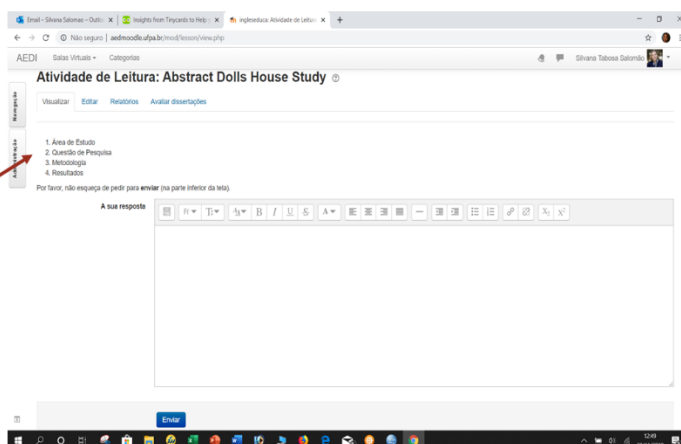 Email – Silvana Salomao – Outlo
Insights from Tinycards to Help
ingleseduca: Atividade de Leitura
Não seguro | aedmoodle.ufpa.br/mod/lesson/view.php
AEDI Salas Virtuais Categorias Silvana Tabosa Salomão
Atividade de Leitura: Abstract Dolls House Study
Navegação
Visualizar Editar Relatórios Avaliar dissertações
Administração
1. Área de Estudo
2. Questão de Pesquisa
3. Metodologia
4. Resultados
Por favor, não esqueça de pedir para enviar (na parte inferior da tela).
A sua resposta
Enviar
12:49